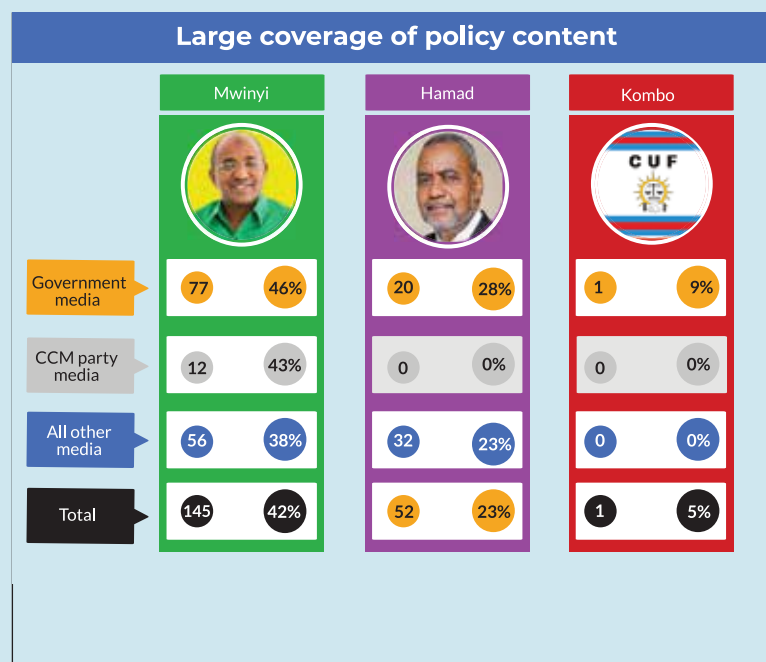 Large coverage of policy content
Mwinyi Hamad Kombo
CUF
Government
media
77 46% 20 28% 1 9%
CCM party
media
12 43% 0 0% 0 0%
All other
media
56 38% 32 23% 0 0%
Total
145 42% 52 23% 1 5%